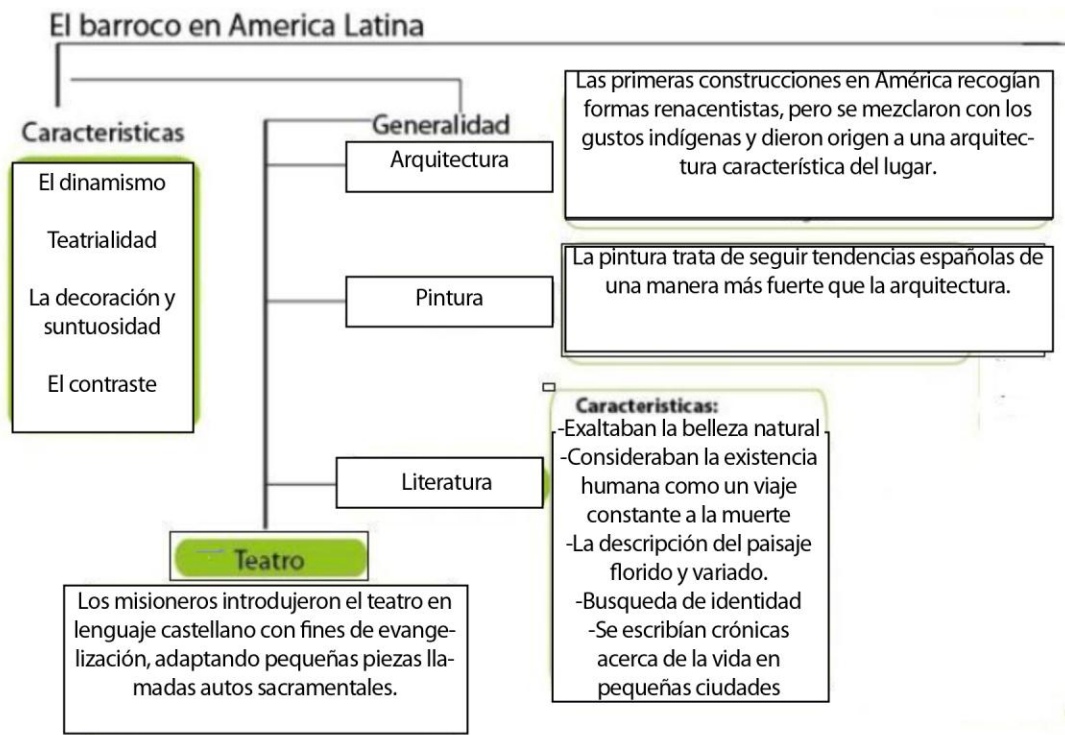 El barroco en America Latina
Caracteristicas
El dinamismo
Teatrialidad
La decoración y
suntuosidad
El contraste
Generalidad
Arquitectura
Las primeras construcciones en América recogían
formas renacentistas, pero se mezclaron con los
gustos indígenas y dieron origen a una arquitec-
tura característica del lugar.
Pintura
La pintura trata de seguir tendencias españolas de
una manera más fuerte que la arquitectura.
Literatura
Caracteristicas:
-Exaltaban la belleza natural
-Consideraban la existencia
humana como un viaje
constante a la muerte
-La descripción del paisaje
florido y variado.
-Busqueda de identidad
-Se escribían crónicas
acerca de la vida en
pequeñas ciudades
Teatro
Los misioneros introdujeron el teatro en
lenguaje castellano con fines de evange-
lización, adaptando pequeñas piezas lla-
madas autos sacramentales.